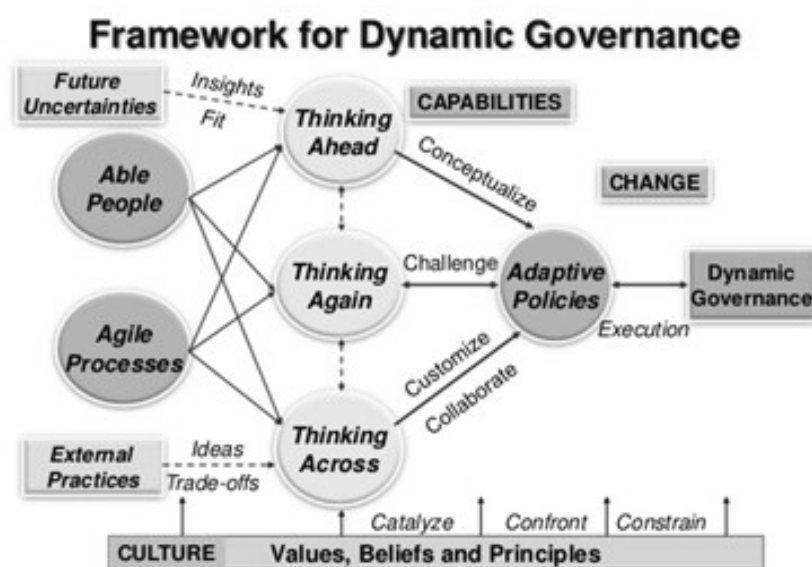 Framework for Dynamic Governance
Future
Uncertainties
Insights
Fit
Thinking
Ahead
CAPABILITIES
Able
People
Conceptualize
CHANGE
Thinking
Again
Challenge
Adaptive
Policies
Dynamic
Governance
Execution
Agile
Processes
Customize
Collaborate
External
Practices
Ideas
Trade-offs
Thinking
Across
Catalyze
Confront
Constrain
CULTURE
Values, Beliefs and Principles